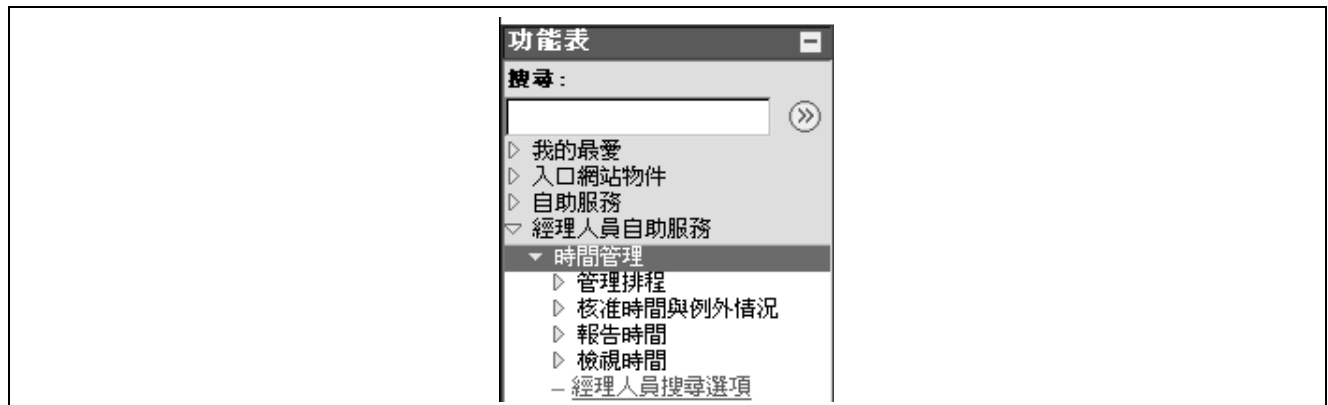 功能表
搜尋：
我的最愛
入口網站物件
自助服務
經理人員自助服務
時間管理
管理排程
核准時間與例外情況
報告時間
檢視時間
經理人員搜尋選項